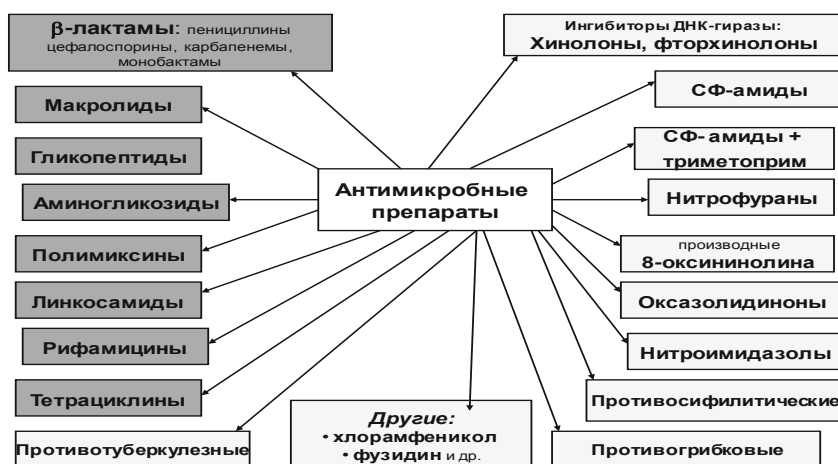 β-лактамы: пенициллины
цефалоспорины, карбапенемы,
монобактамы
Макролиды
Гликопептиды
Аминогликозиды
Полимиксины
Линкосамиды
Рифамицины
Тетрациклины
Противотуберкулезные
Антимикробные
препараты
Другие:
• хлорамфеникол
• фузидин и др.
Ингибиторы ДНК-гиразы:
Хинолоны, фторхинолоны
СФ-амиды
СФ- амиды +
триметоприм
Нитрофураны
производные
8-оксининолина
Оксазолидиноны
Нитроимидазолы
Противосифилитические
Противогрибковые